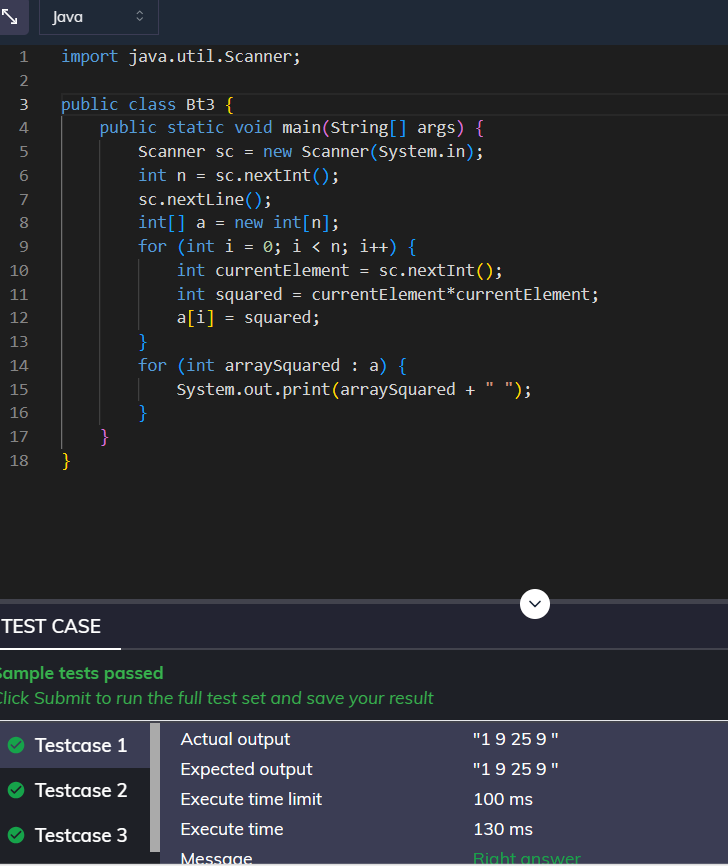 Java
1 import java.util.Scanner;
2
3 public class Bt3 {
4 public static void main(String[] args) {
5 Scanner sc = new Scanner(System.in);
6 int n = sc.nextInt();
7 sc.nextLine();
8 int[] a = new int[n];
9 for (int i = 0; i < n; i++) {
10 int currentElement = sc.nextInt();
11 int squared = currentElement*currentElement;
12 a[i] = squared;
13 }
14 for (int arraySquared : a) {
15 System.out.print(arraySquared + " ");
16 }
17 }
18 }
TEST CASE
Sample tests passed
Click Submit to run the full test set and save your result
Testcase 1
Testcase 2
Testcase 3
Actual output "1 9 25 9 "
Expected output "1 9 25 9 "
Execute time limit 100 ms
Execute time 130 ms
Message Right answer